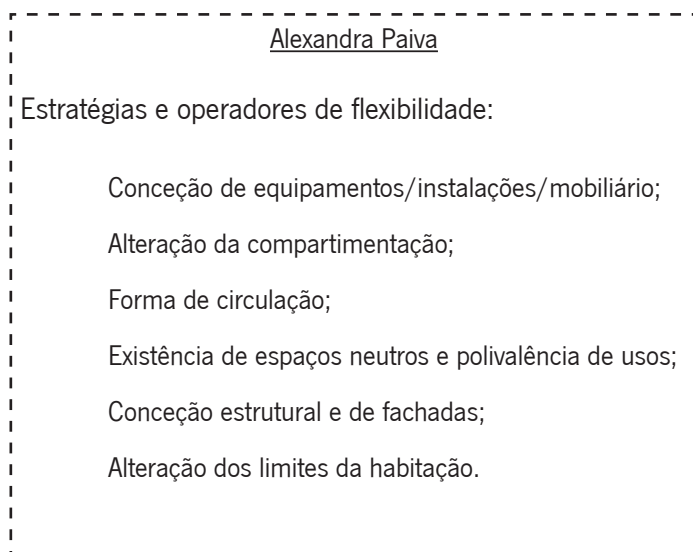 Alexandra Paiva
Estratégias e operadores de flexibilidade:
Conceção de equipamentos/instalações/mobiliário;
Alteração da compartimentação;
Forma de circulação;
Existência de espaços neutros e polivalência de usos;
Conceção estrutural e de fachadas;
Alteração dos limites da habitação.